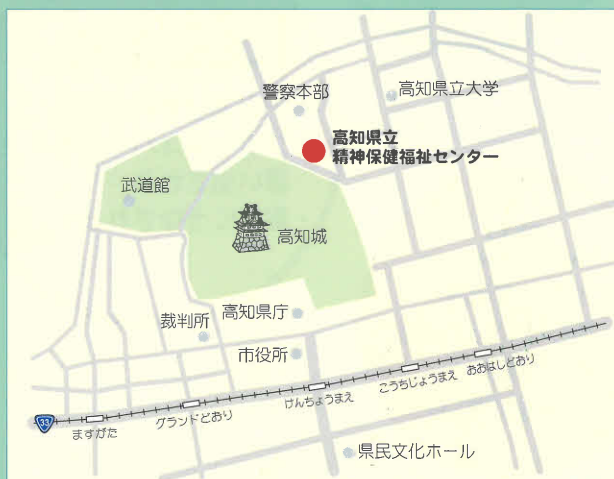 警察本部
高知県立大学
高知県立
精神保健福祉センター
武道館
高知城
裁判所
高知県庁
市役所
33
ますがた
グランドどおり
けんちょうまえ
こうちじょうまえ
おおはしどおり
県民文化ホール